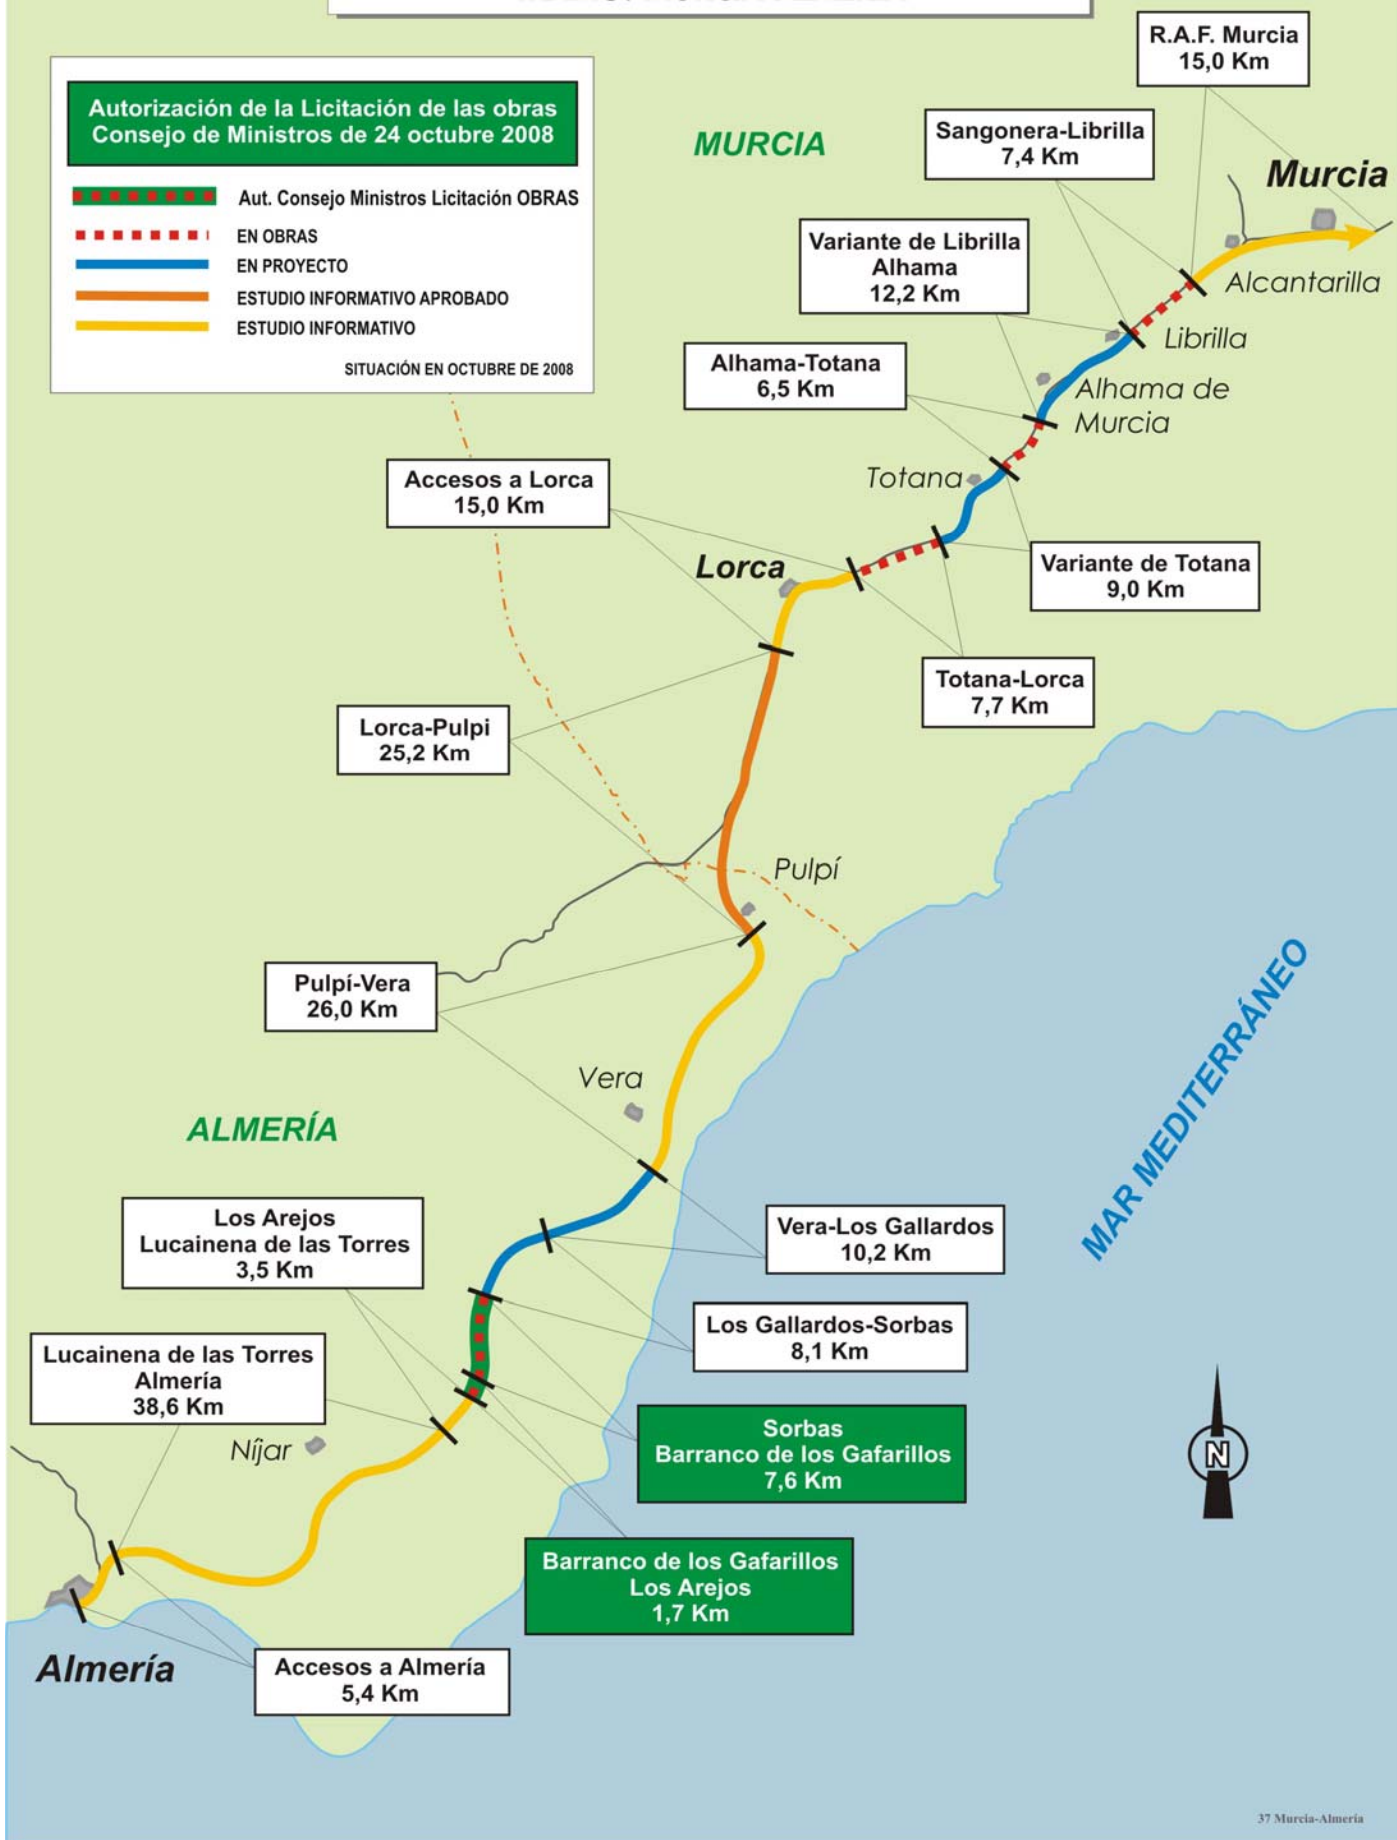 R.A.F. Murcia
15,0 Km
Autorización de la Licitación de las obras
Consejo de Ministros de 24 octubre 2008
Aut. Consejo Ministros Licitación OBRAS
EN OBRAS
EN PROYECTO
ESTUDIO INFORMATIVO APROBADO
ESTUDIO INFORMATIVO
SITUACIÓN EN OCTUBRE DE 2008
MURCIA
Sangonera-Librilla
7,4 Km
Murcia
Variante de Librilla
Alhama
12,2 Km
Alcantarilla
Librilla
Alhama-Totana
6,5 Km
Alhama de
Murcia
Totana
Accesos a Lorca
15,0 Km
Lorca
Variante de Totana
9,0 Km
Totana-Lorca
7,7 Km
Lorca-Pulpi
25,2 Km
Pulpí
Pulpí-Vera
26,0 Km
MAR MEDITERRÁNEO
Vera
ALMERÍA
Los Arejos
Lucainena de las Torres
3,5 Km
Vera-Los Gallardos
10,2 Km
Los Gallardos-Sorbas
8,1 Km
Lucainena de las Torres
Almería
38,6 Km
Níjar
Sorbas
Barranco de los Gafarillos
7,6 Km
N
Barranco de los Gafarillos
Los Arejos
1,7 Km
Almería
Accesos a Almería
5,4 Km
37 Murcia-Almería